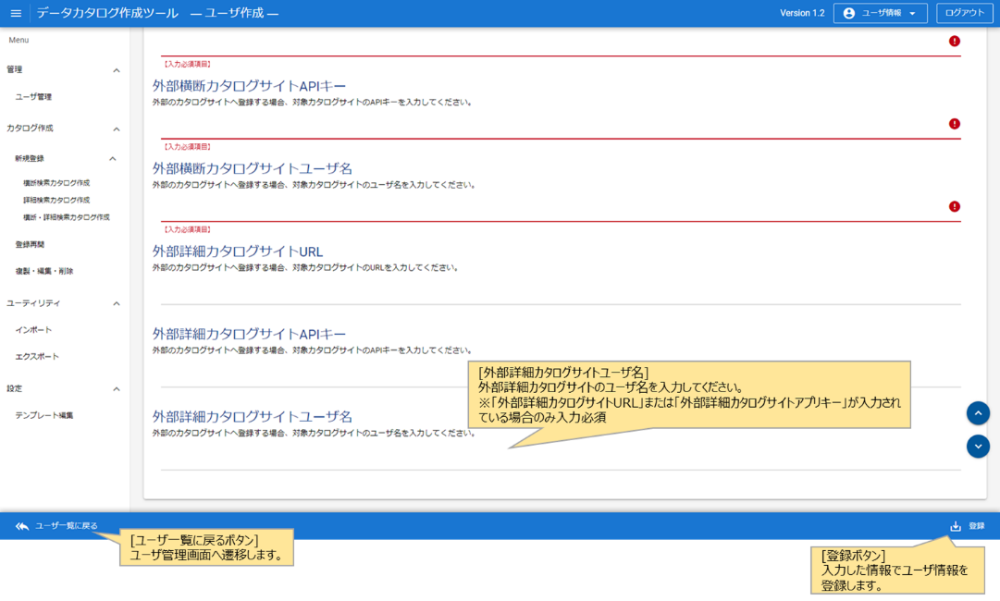 データカタログ作成ツール ― ユーザ作成 ―
Version 1.2
ユーザ情報
ログアウト
Menu
管理
ユーザ管理
カタログ作成
新規登録
横断検索カタログ作成
詳細検索カタログ作成
横断・詳細検索カタログ作成
登録再開
複製・編集・削除
ユーティリティ
インポート
エクスポート
設定
テンプレート編集
【入力必須項目】
外部横断カタログサイトAPIキー
外部のカタログサイトへ登録する場合、対象カタログサイトのAPIキーを入力してください。
【入力必須項目】
外部横断カタログサイトユーザ名
外部のカタログサイトへ登録する場合、対象カタログサイトのユーザ名を入力してください。
【入力必須項目】
外部詳細カタログサイトURL
外部のカタログサイトへ登録する場合、対象カタログサイトのURLを入力してください。
外部詳細カタログサイトAPIキー
外部のカタログサイトへ登録する場合、対象カタログサイトのAPIキーを入力してください。
[外部詳細カタログサイトユーザ名]
外部詳細カタログサイトのユーザ名を入力してください。
※「外部詳細カタログサイトURL」または「外部詳細カタログサイトアプリキー」が入力され
ている場合のみ入力必須
外部詳細カタログサイトユーザ名
外部のカタログサイトへ登録する場合、対象カタログサイトのユーザ名を入力してください。
ユーザ一覧に戻る
登録
[ユーザ一覧に戻るボタン]
ユーザ管理画面へ遷移します。
[登録ボタン]
入力した情報でユーザ情報を
登録します。